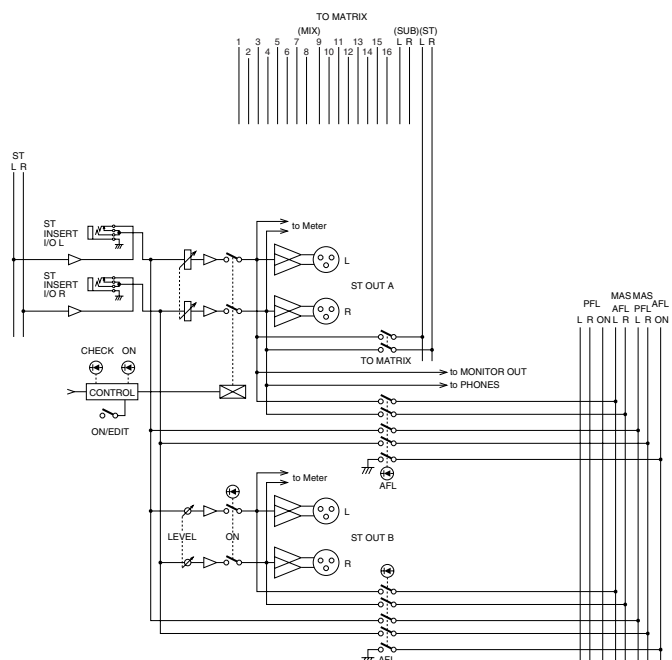 TO MATRIX
(MIX) (SUB)(ST)
1 3 5 7 9 11 13 15 L R L R
2 4 6 8 10 12 14 16
ST
L R
ST
INSERT
I/O L
to Meter
L
ST OUT A
ST
INSERT
I/O R
R
PFL MAS AFL MAS PFL AFL
L R ON L R L R ON
TO MATRIX
CHECK ON
to MONITOR OUT
to PHONES
CONTROL
ON/EDIT
AFL
to Meter
L
LEVEL ON ST OUT B
R
AFL